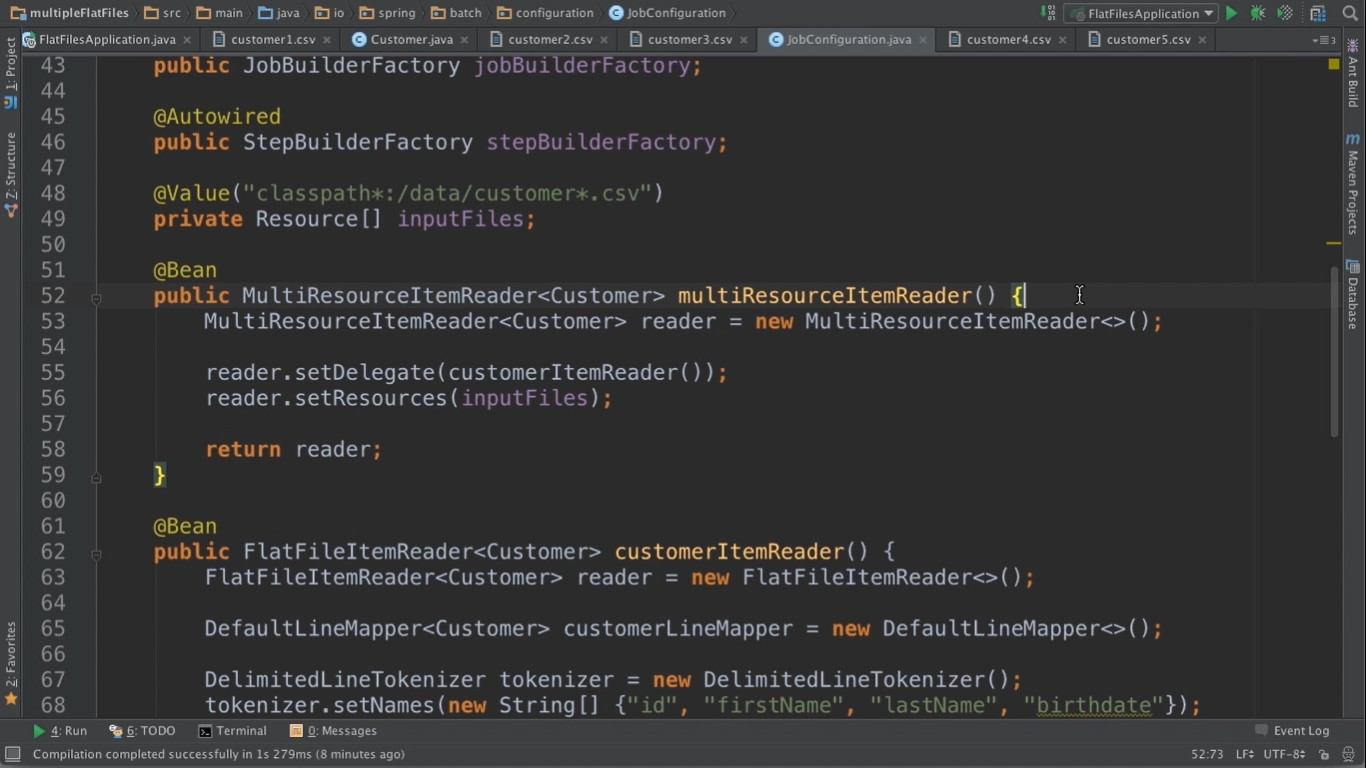 multipleFlatFiles src main java io spring batch configuration JobConfiguration FlatFilesApplication
FlatFilesApplication.java customer1.csv Customer.java customer2.csv customer3.csv JobConfiguration.java customer4.csv customer5.csv
1: Project
7: Structure
2: Favorites
43 public JobBuilderFactory jobBuilderFactory;
44
45 @Autowired
46 public StepBuilderFactory stepBuilderFactory;
47
48 @Value("classpath*:/data/customer*.csv")
49 private Resource[] inputFiles;
50
51 @Bean
52 public MultiResourceItemReader<Customer> multiResourceItemReader() {
53 MultiResourceItemReader<Customer> reader = new MultiResourceItemReader<>();
54
55 reader.setDelegate(customerItemReader());
56 reader.setResources(inputFiles);
57
58 return reader;
59 }
60
61 @Bean
62 public FlatFileItemReader<Customer> customerItemReader() {
63 FlatFileItemReader<Customer> reader = new FlatFileItemReader<>();
64
65 DefaultLineMapper<Customer> customerLineMapper = new DefaultLineMapper<>();
66
67 DelimitedLineTokenizer tokenizer = new DelimitedLineTokenizer();
68 tokenizer.setNames(new String[] {"id", "firstName", "lastName", "birthdate"});
Ant Build
Maven Projects
Database
4: Run 6: TODO Terminal 0: Messages Event Log
Compilation completed successfully in 1s 279ms (8 minutes ago) 52:73 LF UTF-8